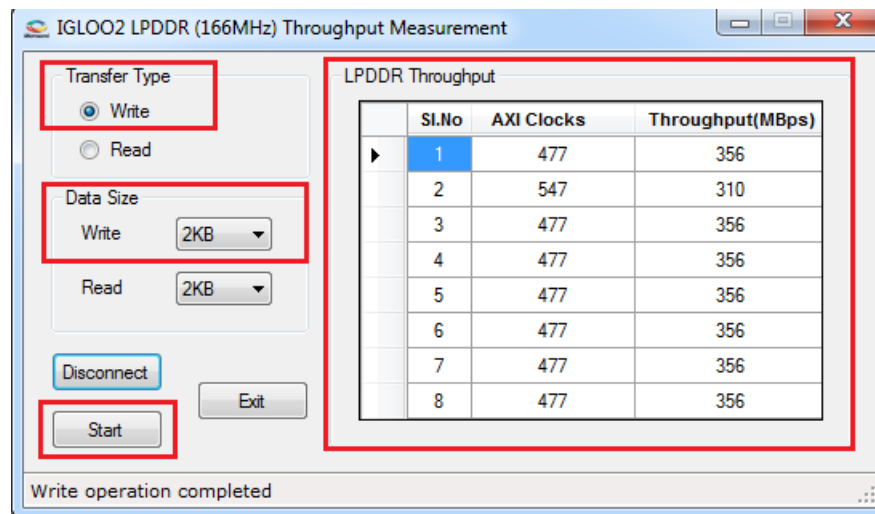 IGLOO2 LPDDR (166MHz) Throughput Measurement
Transfer Type
Write
Read
Data Size
Write 2KB
Read 2KB
Disconnect
Exit
Start
LPDDR Throughput
Sl.No AXI Clocks Throughput(MBps)
1 477 356
2 547 310
3 477 356
4 477 356
5 477 356
6 477 356
7 477 356
8 477 356
Write operation completed